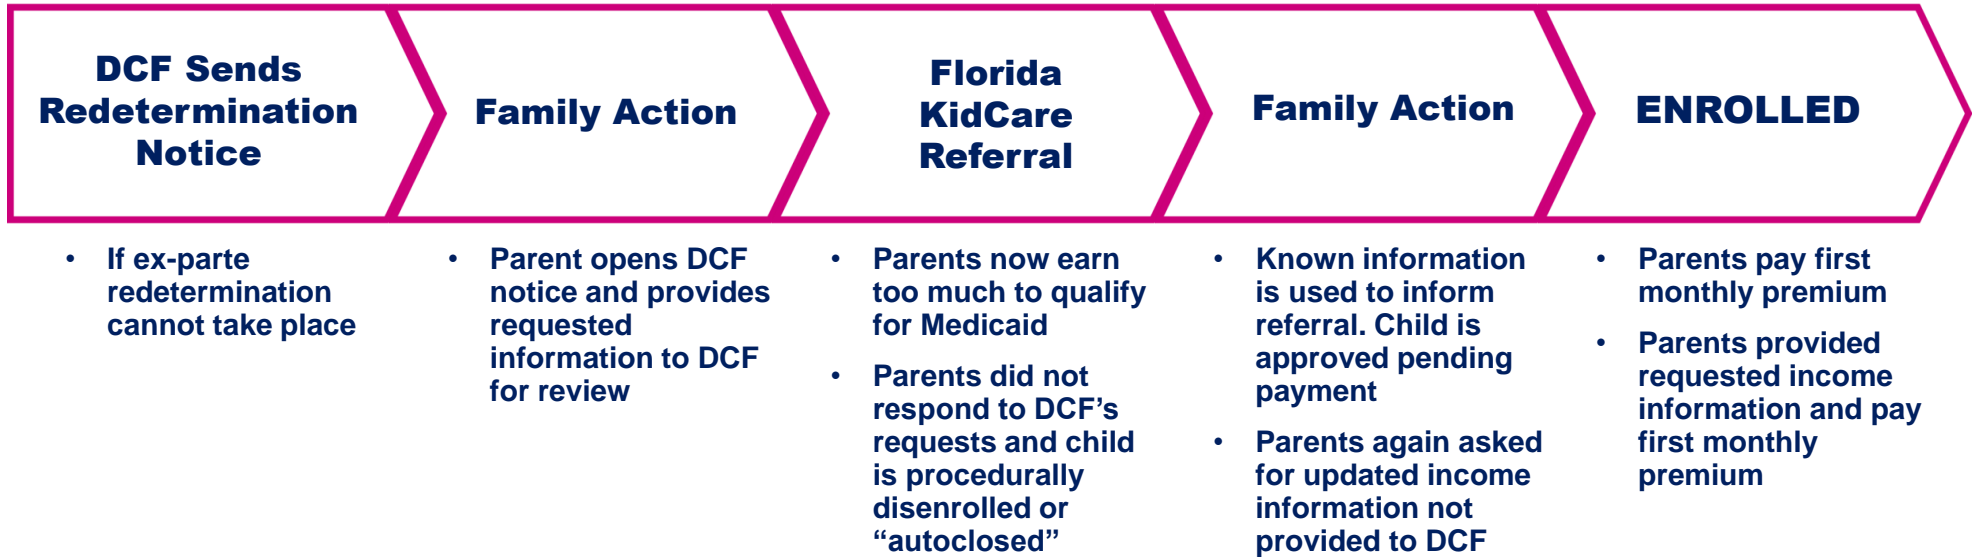 DCF Sends
Redetermination
Notice
Family Action
Florida
KidCare
Referral
Family Action
ENROLLED
• If ex-parte
redetermination
cannot take place
• Parent opens DCF
notice and provides
requested
information to DCF
for review
• Parents now earn
too much to qualify
for Medicaid
• Parents did not
respond to DCF’s
requests and child
is procedurally
disenrolled or
“autoclosed”
• Known information
is used to inform
referral. Child is
approved pending
payment
• Parents again asked
for updated income
information not
provided to DCF
• Parents pay first
monthly premium
• Parents provided
requested income
information and pay
first monthly
premium